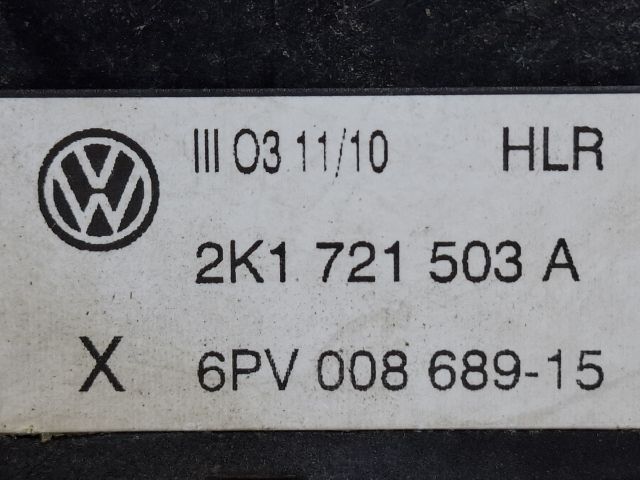 III 03 11/10 HLR
2K1 721 503 A
X 6PV 008 689-15